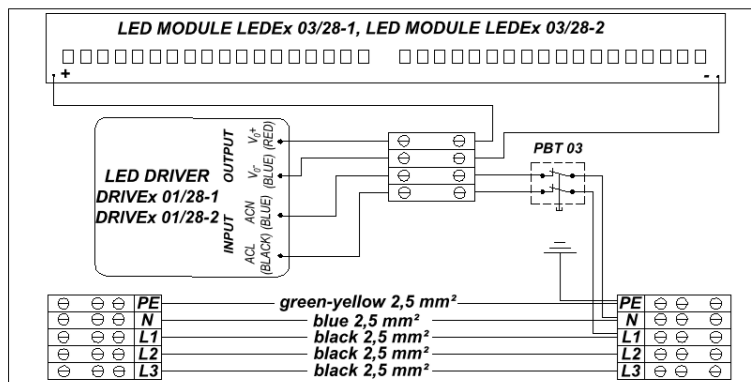 LED MODULE LEDEx 03/28-1, LED MODULE LEDEx 03/28-2
+ -
LED DRIVER
DRIVEx 01/28-1
DRIVEx 01/28-2
OUTPUT
V₀+
(RED)
V₀-
(BLUE)
INPUT
ACN
(BLUE)
ACL
(BLACK)
PBT 03
PE green-yellow 2,5 mm² PE
N blue 2,5 mm² N
L1 black 2,5 mm² L1
L2 black 2,5 mm² L2
L3 black 2,5 mm² L3